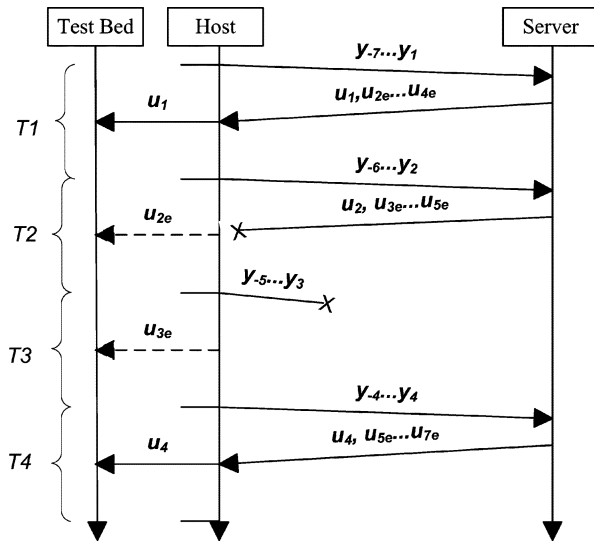 Test Bed
Host
Server
y-7...y1
u1,u2e...u4e
u1
T1
y-6...y2
u2, u3e...u5e
u2e
T2
y-5...y3
u3e
T3
y-4...y4
u4, u5e...u7e
u4
T4